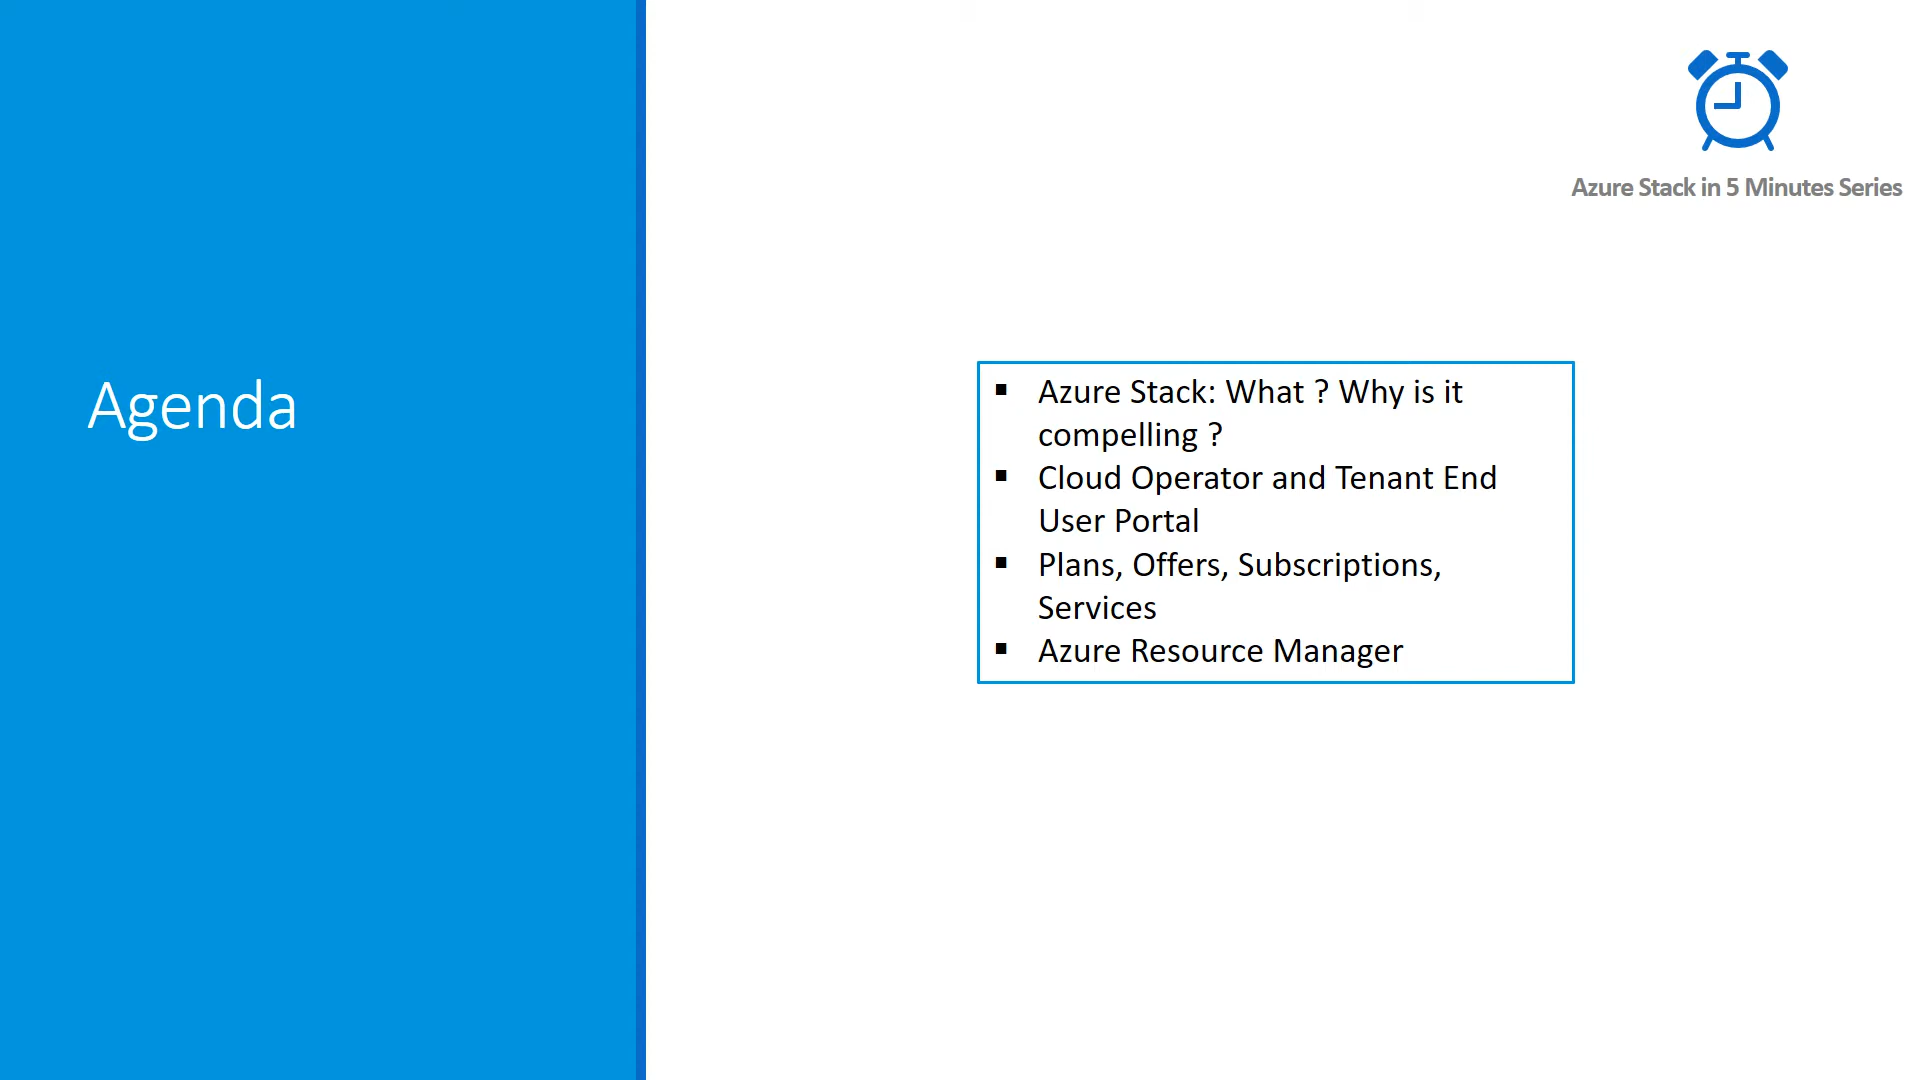 Agenda
Azure Stack in 5 Minutes Series
▪ Azure Stack: What ? Why is it
compelling ?
▪ Cloud Operator and Tenant End
User Portal
▪ Plans, Offers, Subscriptions,
Services
▪ Azure Resource Manager